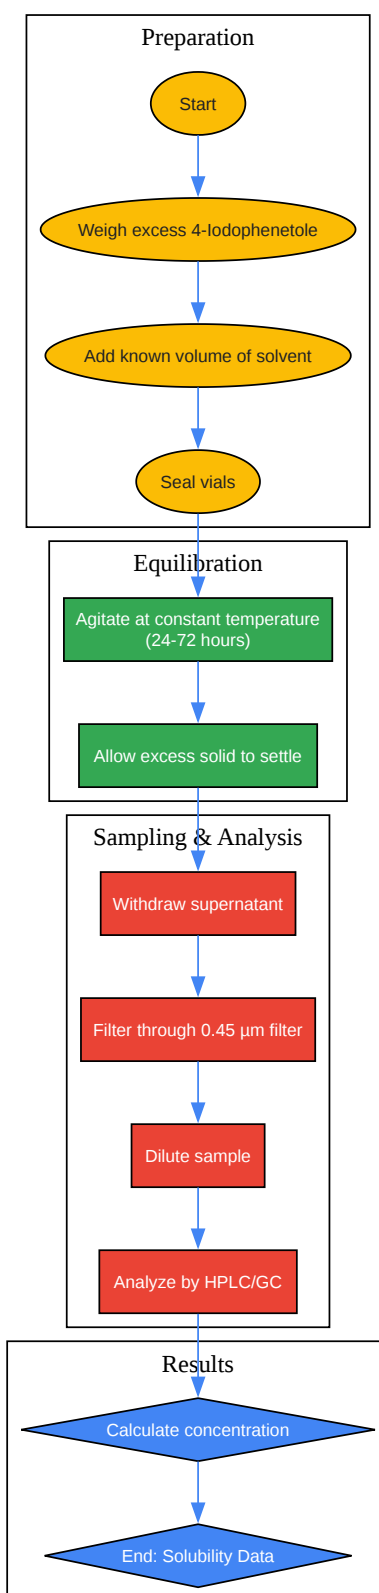 Preparation
Start
Weigh excess 4-Iodophenetole
Add known volume of solvent
Seal vials
Equilibration
Agitate at constant temperature
(24-72 hours)
Allow excess solid to settle
Sampling & Analysis
Withdraw supernatant
Filter through 0.45 µm filter
Dilute sample
Analyze by HPLC/GC
Results
Calculate concentration
End: Solubility Data